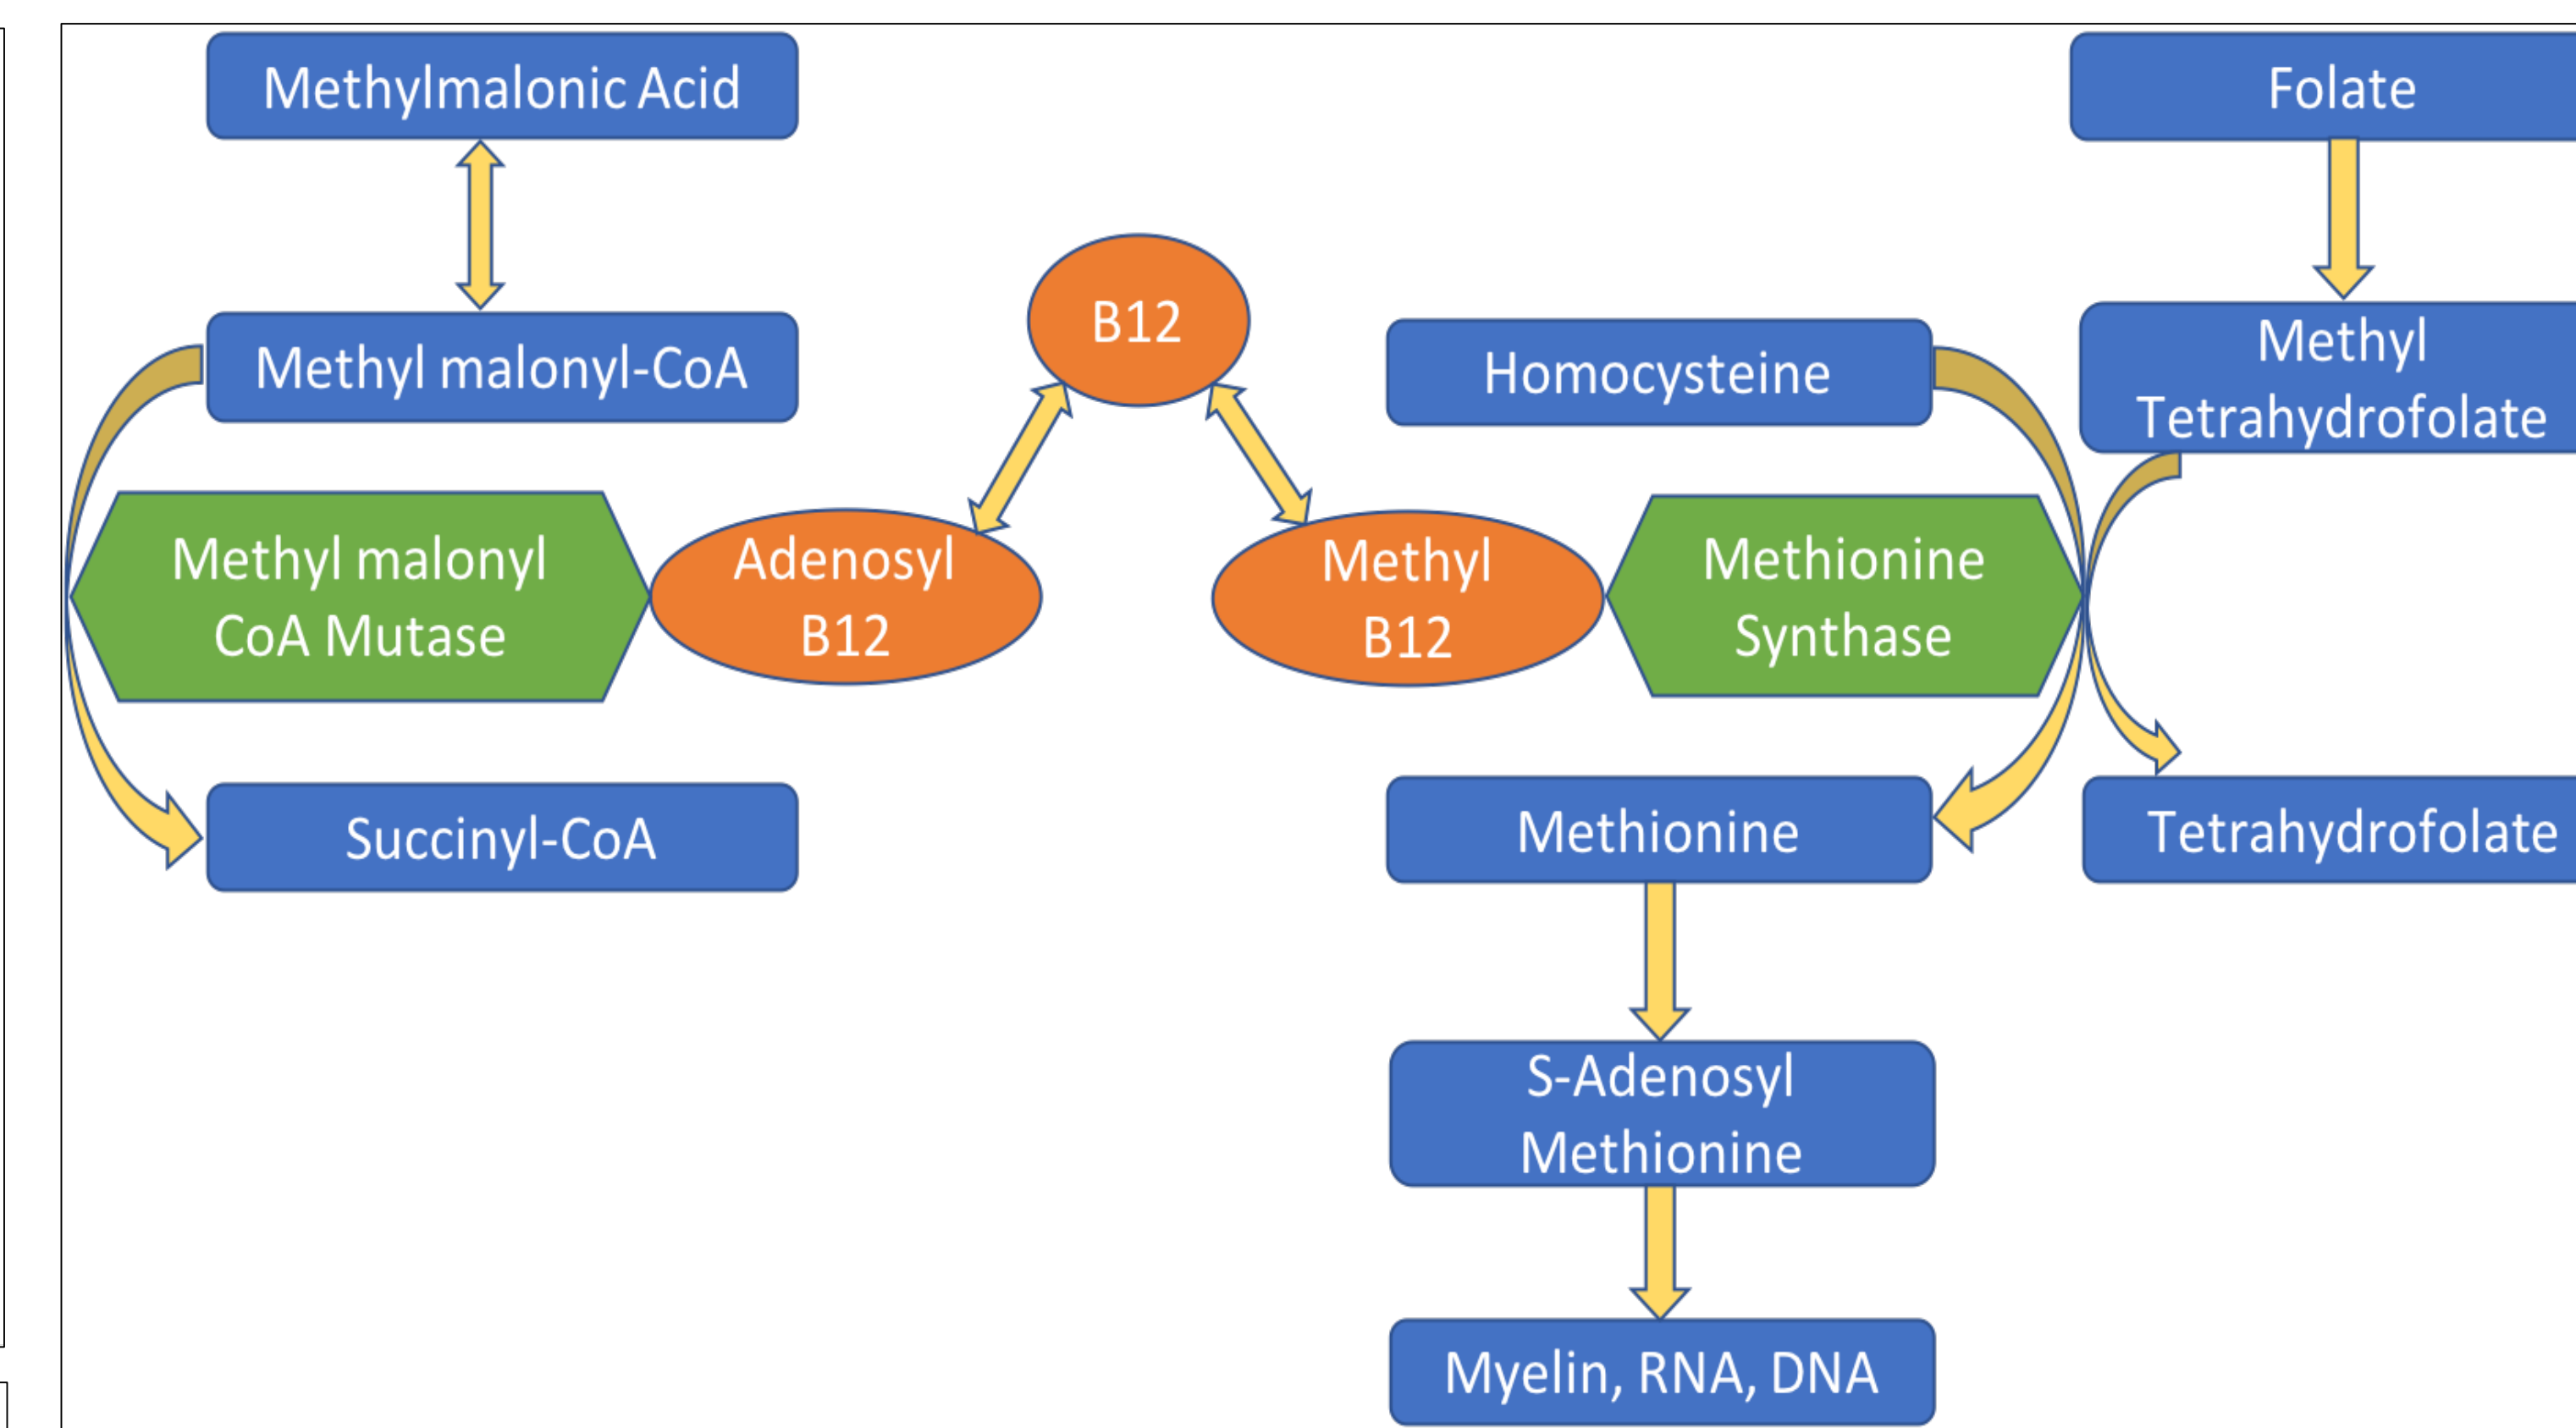 Methylmalonic Acid
Folate
B12
Methyl malonyl-CoA
Homocysteine
Methyl
Tetrahydrofolate
Methyl malonyl
CoA Mutase
Adenosyl
B12
Methyl
B12
Methionine
Synthase
Succinyl-CoA
Methionine
Tetrahydrofolate
S-Adenosyl
Methionine
Myelin, RNA, DNA